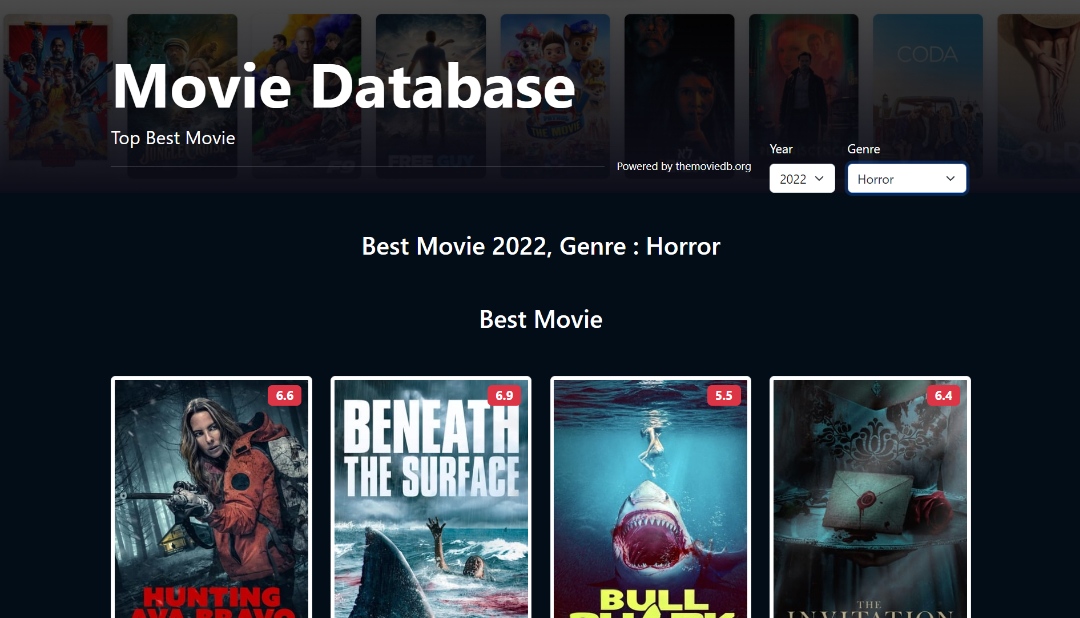 CODA
Movie Database
Top Best Movie
FREE GUY
THE MOVIE
Powered by themoviedb.org
Year
Genre
2022
Horror
Best Movie 2022, Genre : Horror
Best Movie
6.6
6.9
5.5
6.4
BENEATH
THE SURFACE
HUNTING
AVA BRAVO
BULL
SHARK
THE
INVITATION